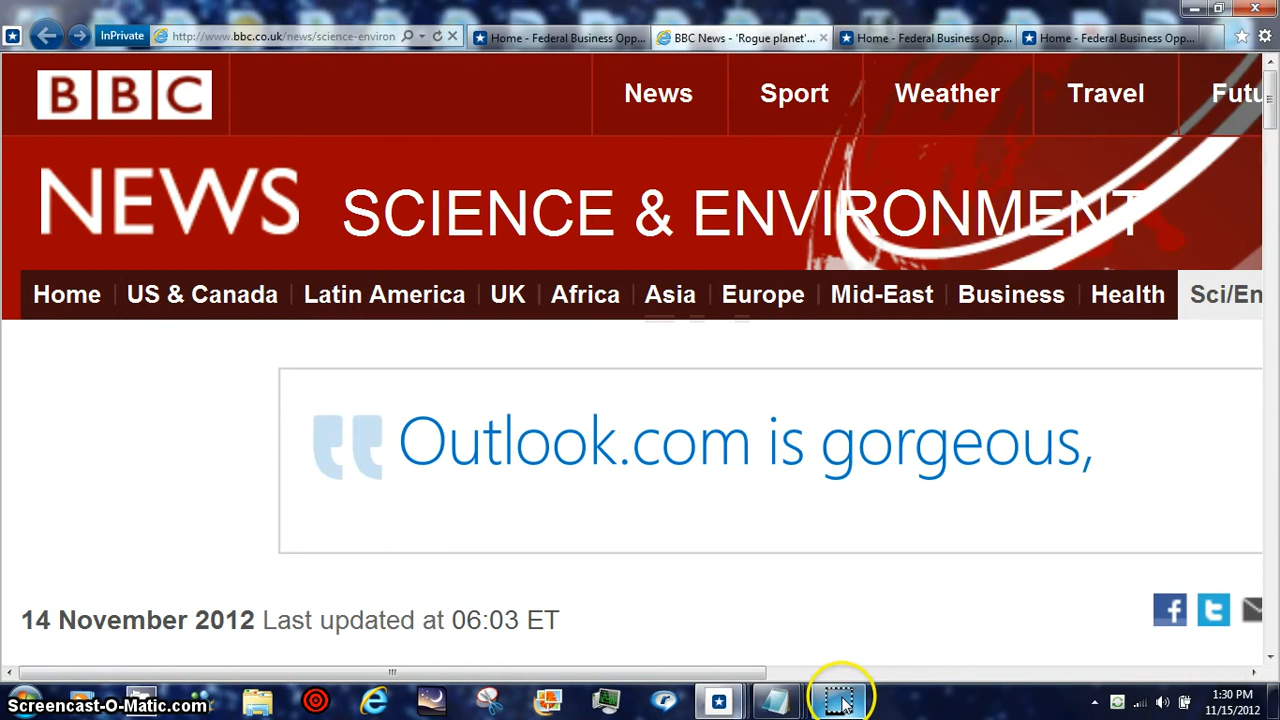 InPrivate
http://www.bbc.co.uk/news/science-environ
Home - Federal Business Opp...
BBC News - 'Rogue planet'...
Home - Federal Business Opp...
Home - Federal Business Opp...
BBC
News Sport Weather Travel Futu
NEWS SCIENCE & ENVIRONMENT
Home US & Canada Latin America UK Africa Asia Europe Mid-East Business Health Sci/En
Outlook.com is gorgeous,
14 November 2012 Last updated at 06:03 ET
Screencast-O-Matic.com
1:30 PM
11/15/2012